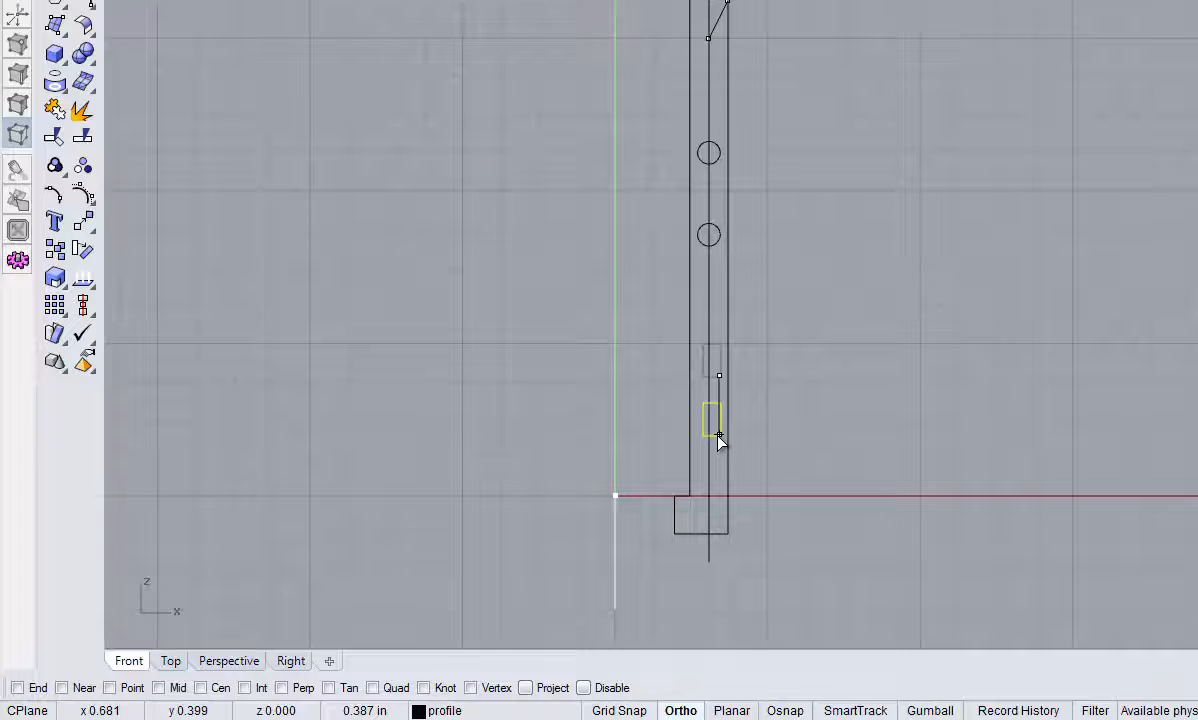 z
x
Front Top Perspective Right
End Near Point Mid Cen Int Perp Tan Quad Knot Vertex Project Disable
CPlane x 0.681 y 0.399 z 0.000 0.387 in profile Grid Snap Ortho Planar Osnap SmartTrack Gumball Record History Filter Available phys